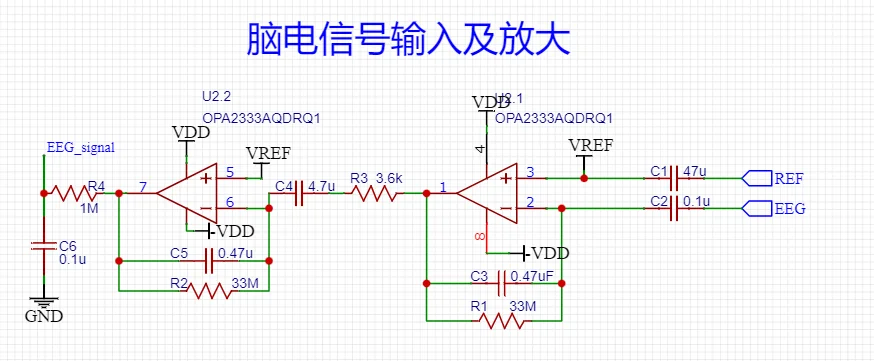 脑电信号输入及放大
U2.2
OPA2333AQDRQ1
VDD
U2.1
OPA2333AQDRQ1
EEG_signal
VDD
VREF
VREF
4
5
C4
4.7u
R3
3.6k
3
C1
47u
REF
R4
1M
7
6
1
2
C2
0.1u
EEG
-VDD
8
-VDD
C6
0.1u
C5
0.47u
C3
0.47uF
R2
33M
R1
33M
GND